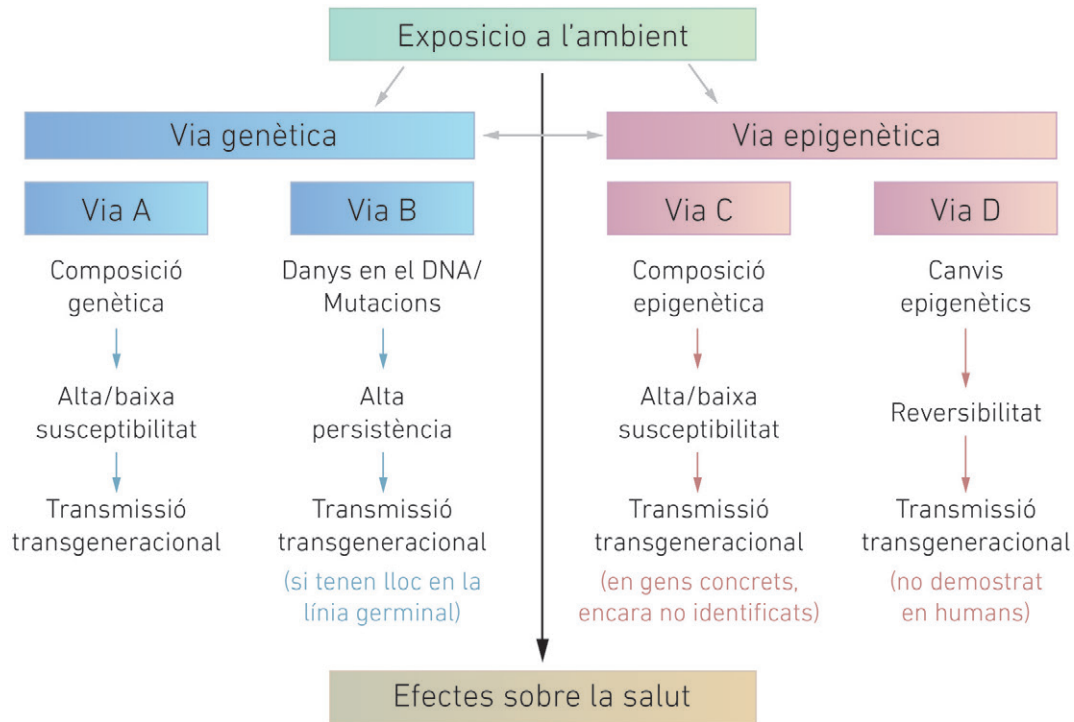 Exposicio a l'ambient
Via genètica
Via epigenètica
Via A
Via B
Via C
Via D
Composició
genètica
Alta/baixa
susceptibilitat
Transmissió
transgeneracional
Danys en el DNA/
Mutacions
Alta
persistència
Transmissió
transgeneracional
(si tenen lloc en la
línia germinal)
Composició
epigenètica
Alta/baixa
susceptibilitat
Transmissió
transgeneracional
(en gens concrets,
encara no identificats)
Canvis
epigenètics
Reversibilitat
Transmissió
transgeneracional
(no demostrat
en humans)
Efectes sobre la salut